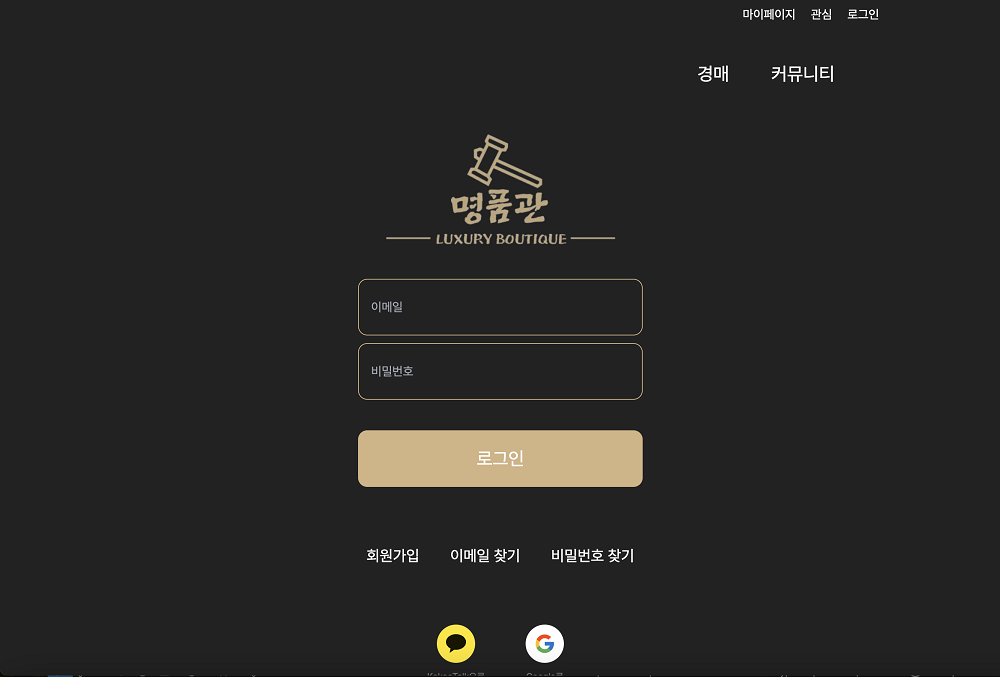 마이페이지 관심 로그인
경매 커뮤니티
명품관
LUXURY BOUTIQUE
이메일
비밀번호
로그인
회원가입 이메일 찾기 비밀번호 찾기